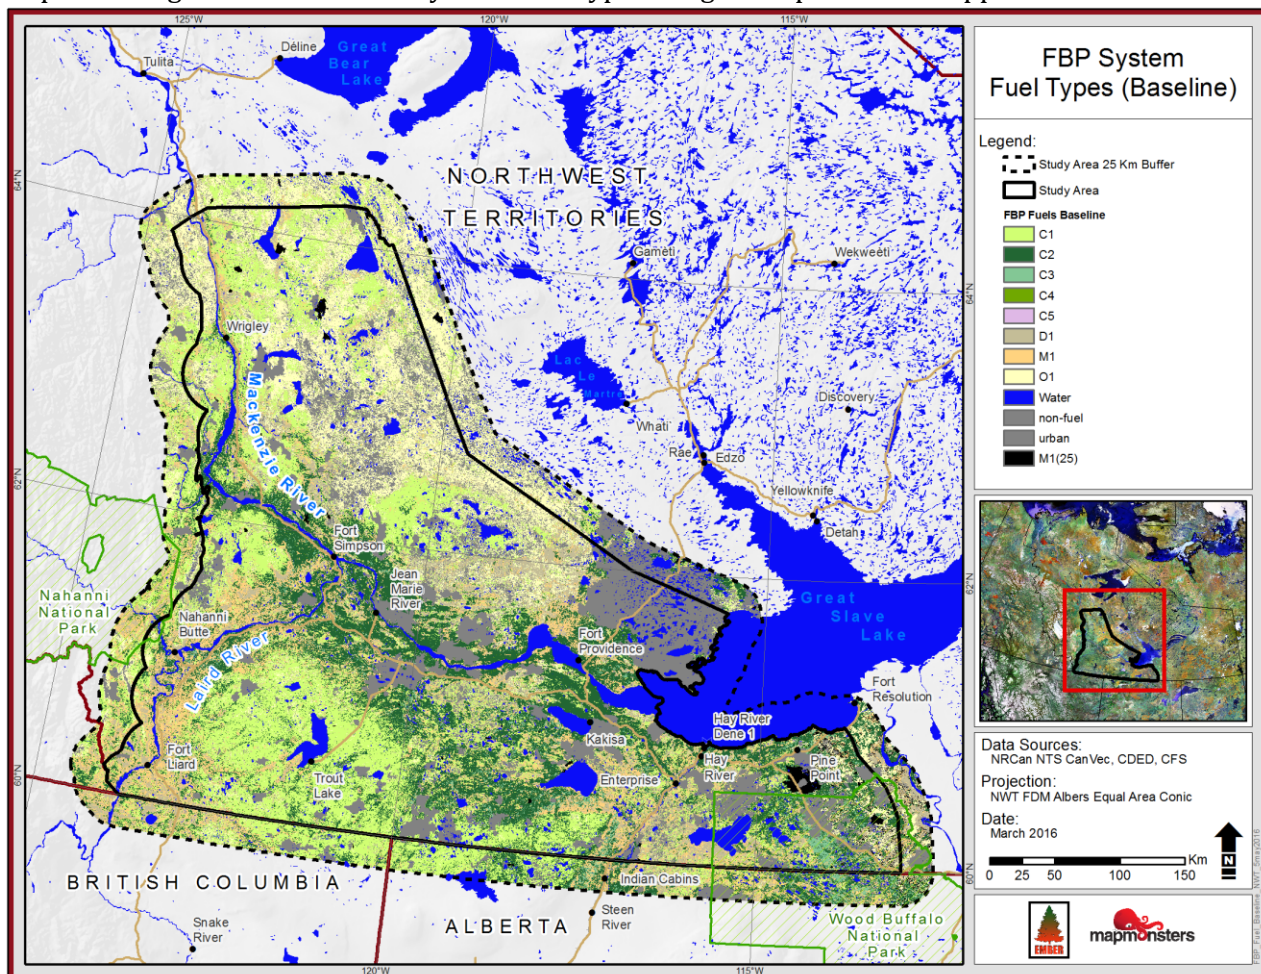 125°W
120°W
115°W
Tulita
Déline
Great
Bear
Lake
64°N
NORTHWEST
TERRITORIES
Gamètì
Wekweètì
64°N
Wrigley
Mackenzie River
Lac
Le
Martre
Discovery
Whatì
Rae
Edzo
62°N
Yellowknife
Detah
Fort
Simpson
Jean
Marie
River
62°N
Nahanni
National
Park
Nahanni
Butte
Laird River
Great
Slave
Lake
Fort
Providence
Fort
Resolution
Hay River
Dene 1
Kakisa
Hay
River
Pine
Point
Fort
Liard
Trout
Lake
Enterprise
60°N
60°N
BRITISH COLUMBIA
Indian Cabins
Steen
River
ALBERTA
Snake
River
Wood Buffalo
National
Park
120°W
115°W
FBP System
Fuel Types (Baseline)
Legend:
Study Area 25 Km Buffer
Study Area
FBP Fuels Baseline
C1
C2
C3
C4
C5
D1
M1
O1
Water
non-fuel
urban
M1(25)
Data Sources:
NRCan NTS CanVec, CDED, CFS
Projection:
NWT FDM Albers Equal Area Conic
Date:
March 2016
N
Km
0 25 50 100 150
EMBER
mapmonsters
FBP_Fuel_Baseline_NWT_5may2016